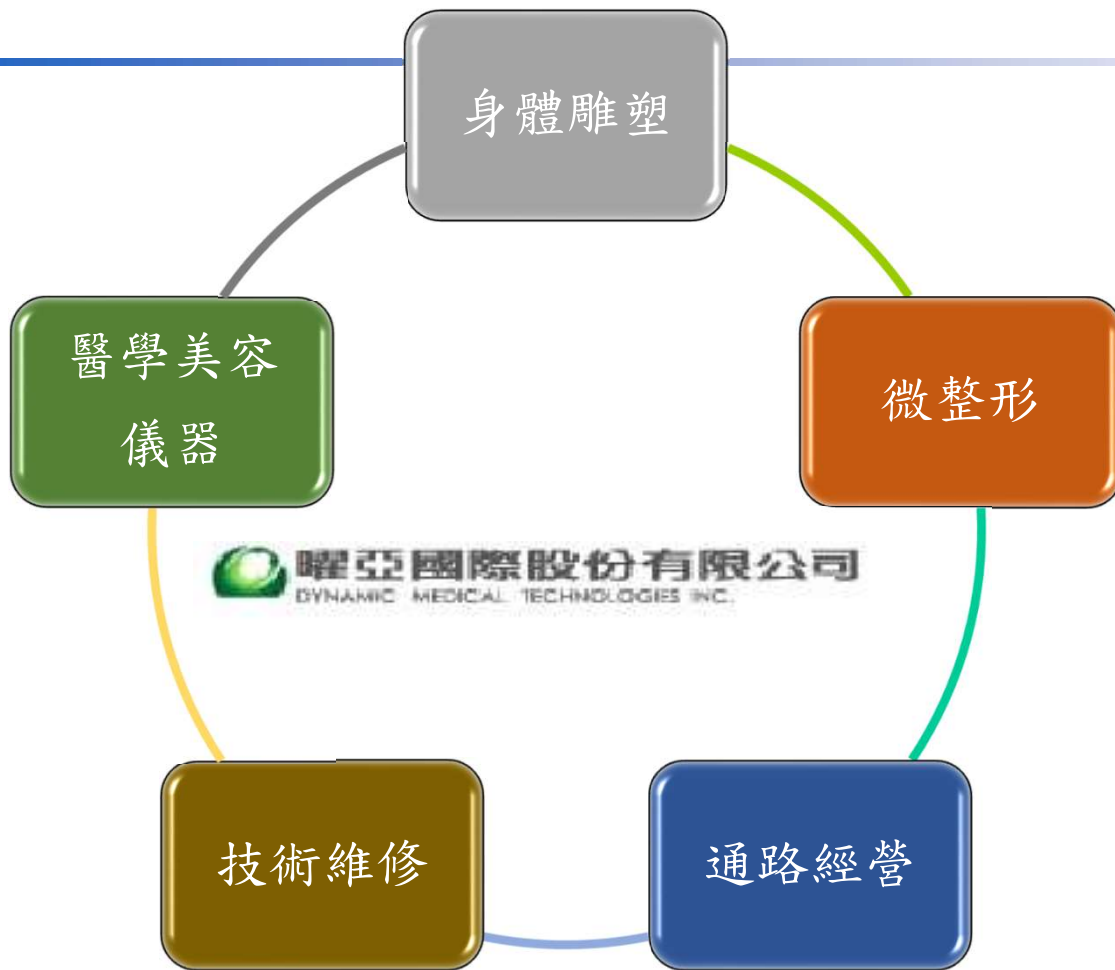 身體雕塑
醫學美容
儀器
微整形
曜亞國際股份有限公司
DYNAMIC MEDICAL TECHNOLOGIES INC.
技術維修
通路經營